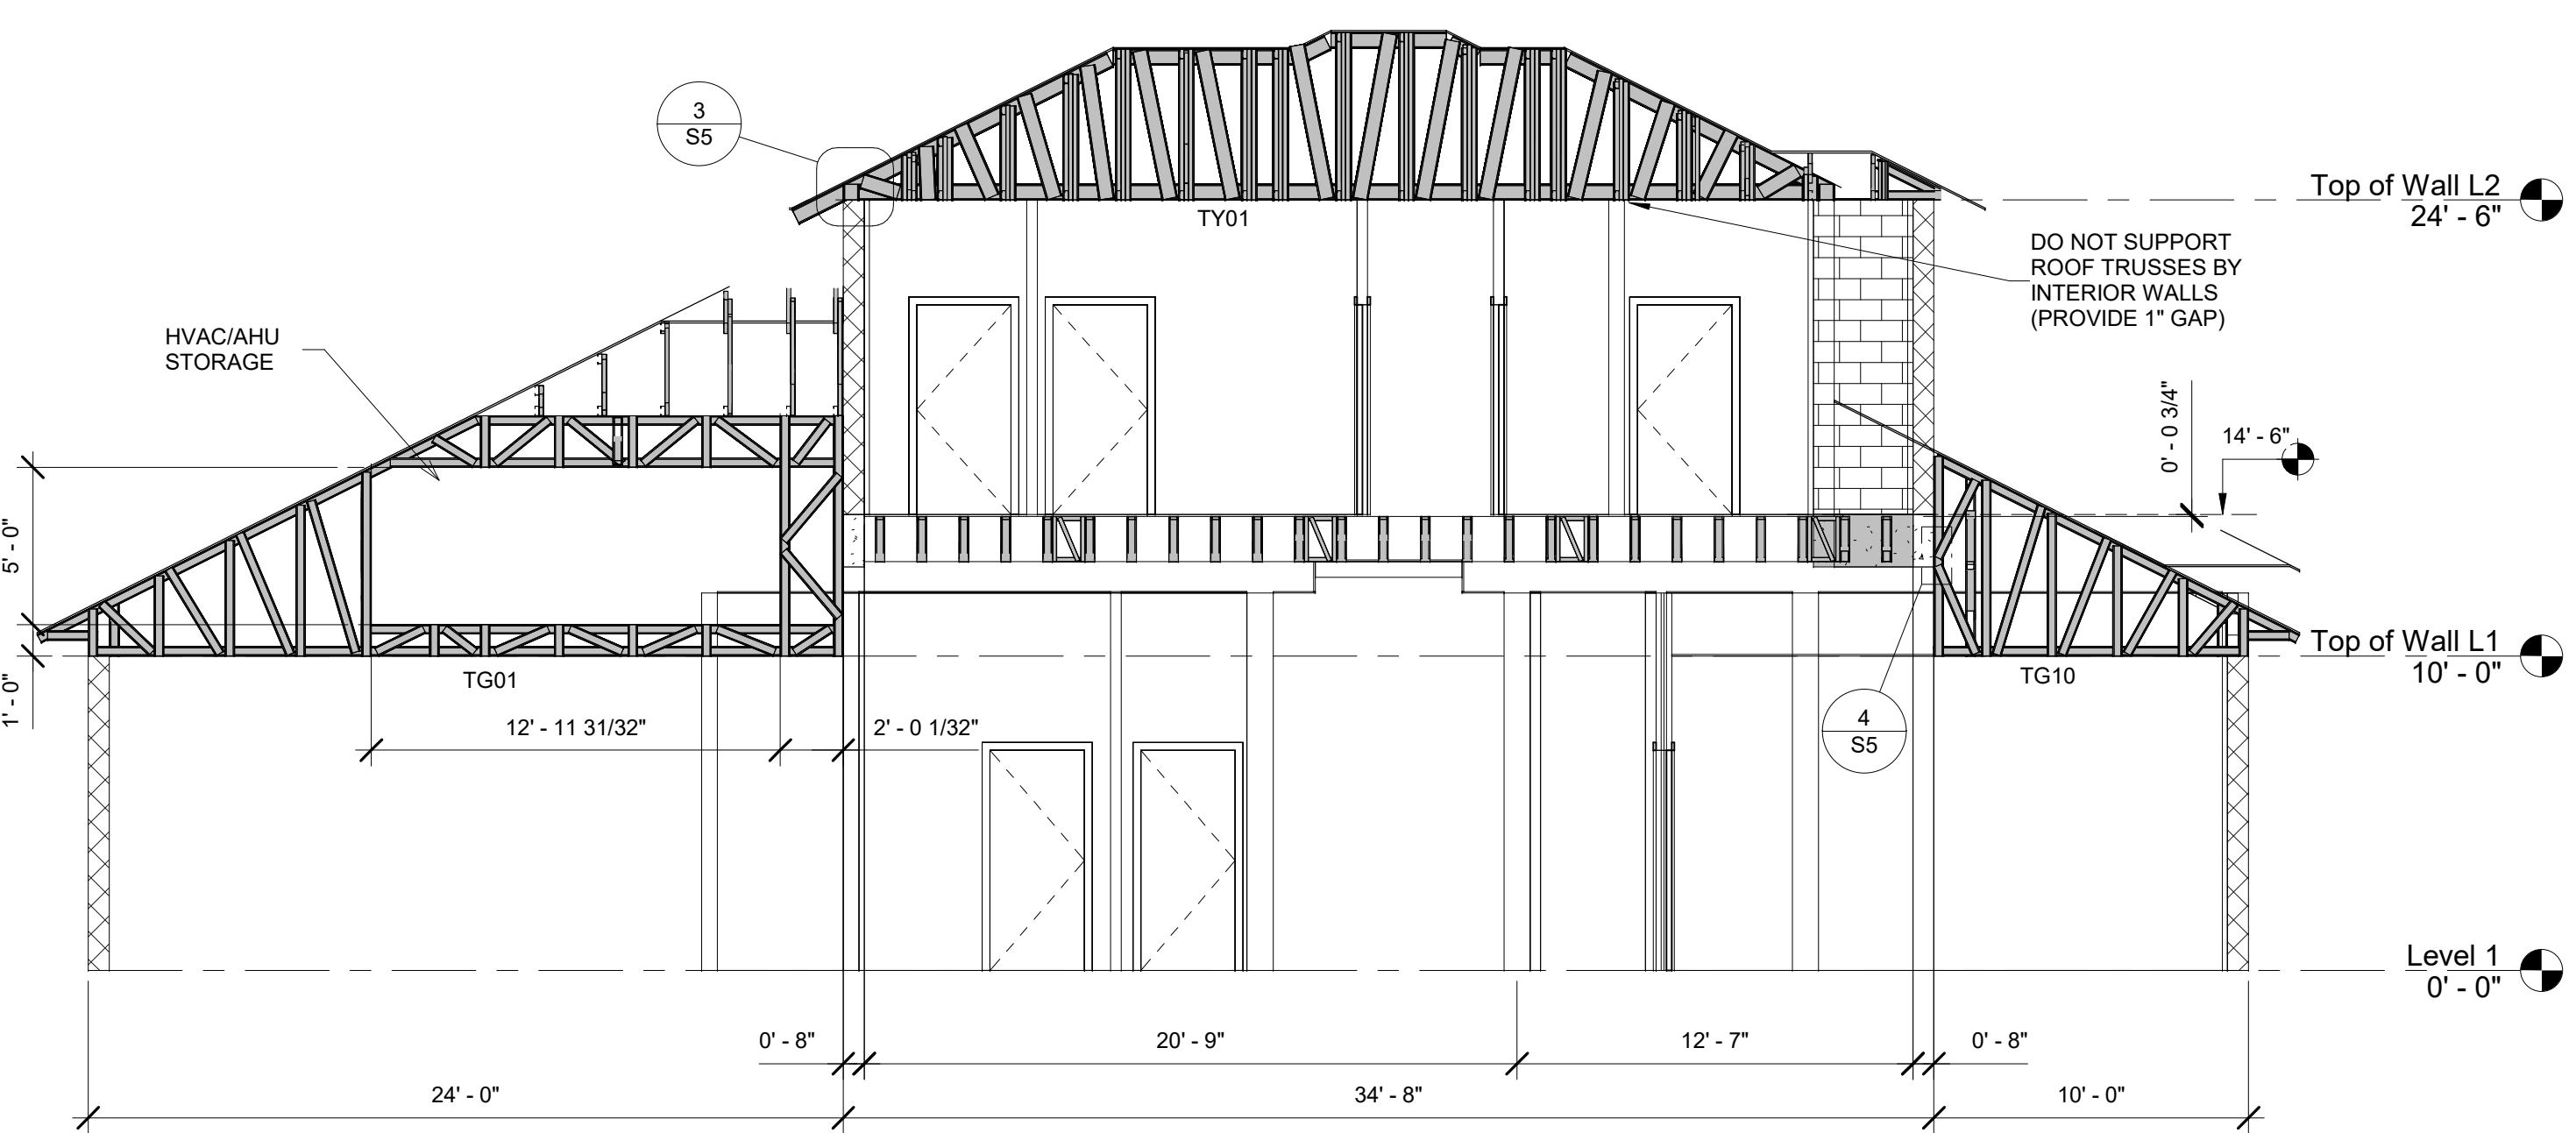 3
S5
TY01
Top of Wall L2
24' - 6"
DO NOT SUPPORT
ROOF TRUSSES BY
INTERIOR WALLS
(PROVIDE 1" GAP)
HVAC/AHU
STORAGE
0' - 0 3/4"
14' - 6"
5' - 0"
1' - 0"
TG01
TG10
Top of Wall L1
10' - 0"
12' - 11 31/32"
2' - 0 1/32"
4
S5
Level 1
0' - 0"
0' - 8"
20' - 9"
12' - 7"
0' - 8"
24' - 0"
34' - 8"
10' - 0"